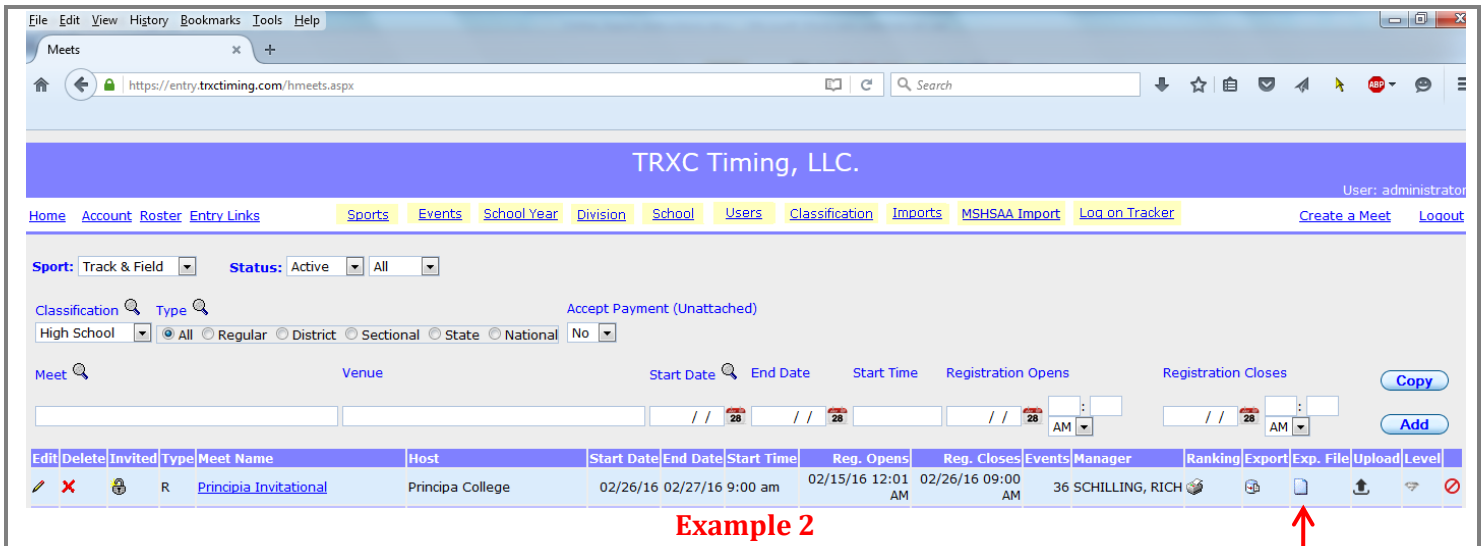 File Edit View History Bookmarks Tools Help
Meets × +
https://entry.trxctiming.com/hmeets.aspx Search ABP
TRXC Timing, LLC.
User: administrator
Home Account Roster Entry Links Sports Events School Year Division School Users Classification Imports MSHSAA Import Log on Tracker Create a Meet Logout
Sport: Track & Field Status: Active All
Classification Type Accept Payment (Unattached)
High School All Regular District Sectional State National No
Meet Venue Start Date End Date Start Time Registration Opens Registration Closes Copy
/ / 28 / / 28 / / 28 : AM / / 28 : AM Add
Edit Delete Invited Type Meet Name Host Start Date End Date Start Time Reg. Opens Reg. Closes Events Manager Ranking Export Exp. File Upload Level
R Principia Invitational Principa College 02/26/16 02/27/16 9:00 am 02/15/16 12:01 AM 02/26/16 09:00 AM 36 SCHILLING, RICH
Example 2